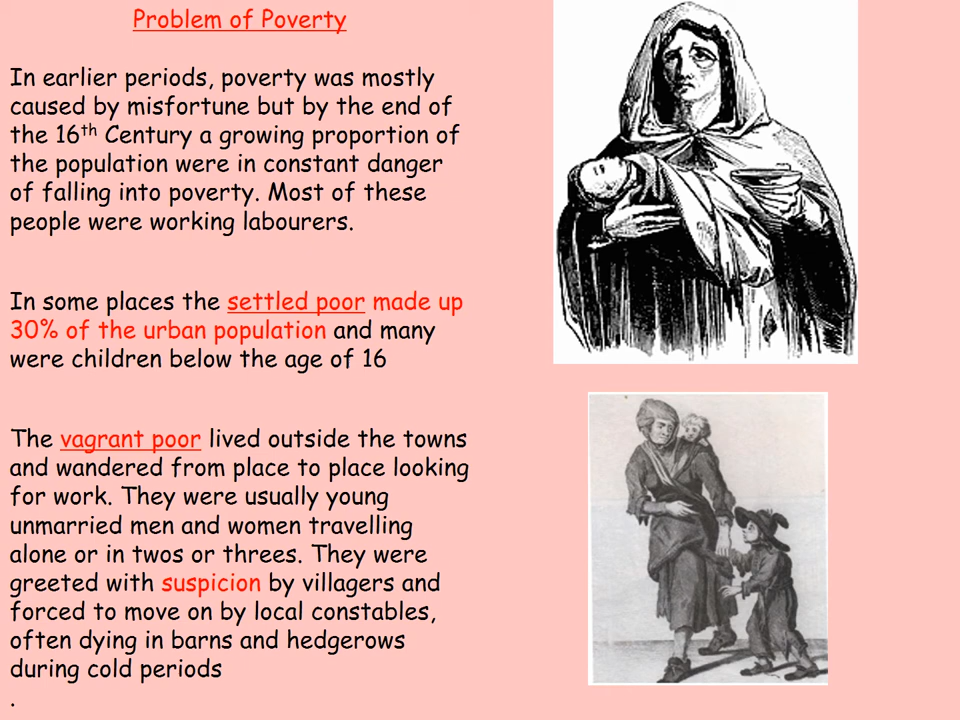 Problem of Poverty
In earlier periods, poverty was mostly
caused by misfortune but by the end of
the 16th Century a growing proportion of
the population were in constant danger
of falling into poverty. Most of these
people were working labourers.
In some places the settled poor made up
30% of the urban population and many
were children below the age of 16
The vagrant poor lived outside the towns
and wandered from place to place looking
for work. They were usually young
unmarried men and women travelling
alone or in twos or threes. They were
greeted with suspicion by villagers and
forced to move on by local constables,
often dying in barns and hedgerows
during cold periods
.